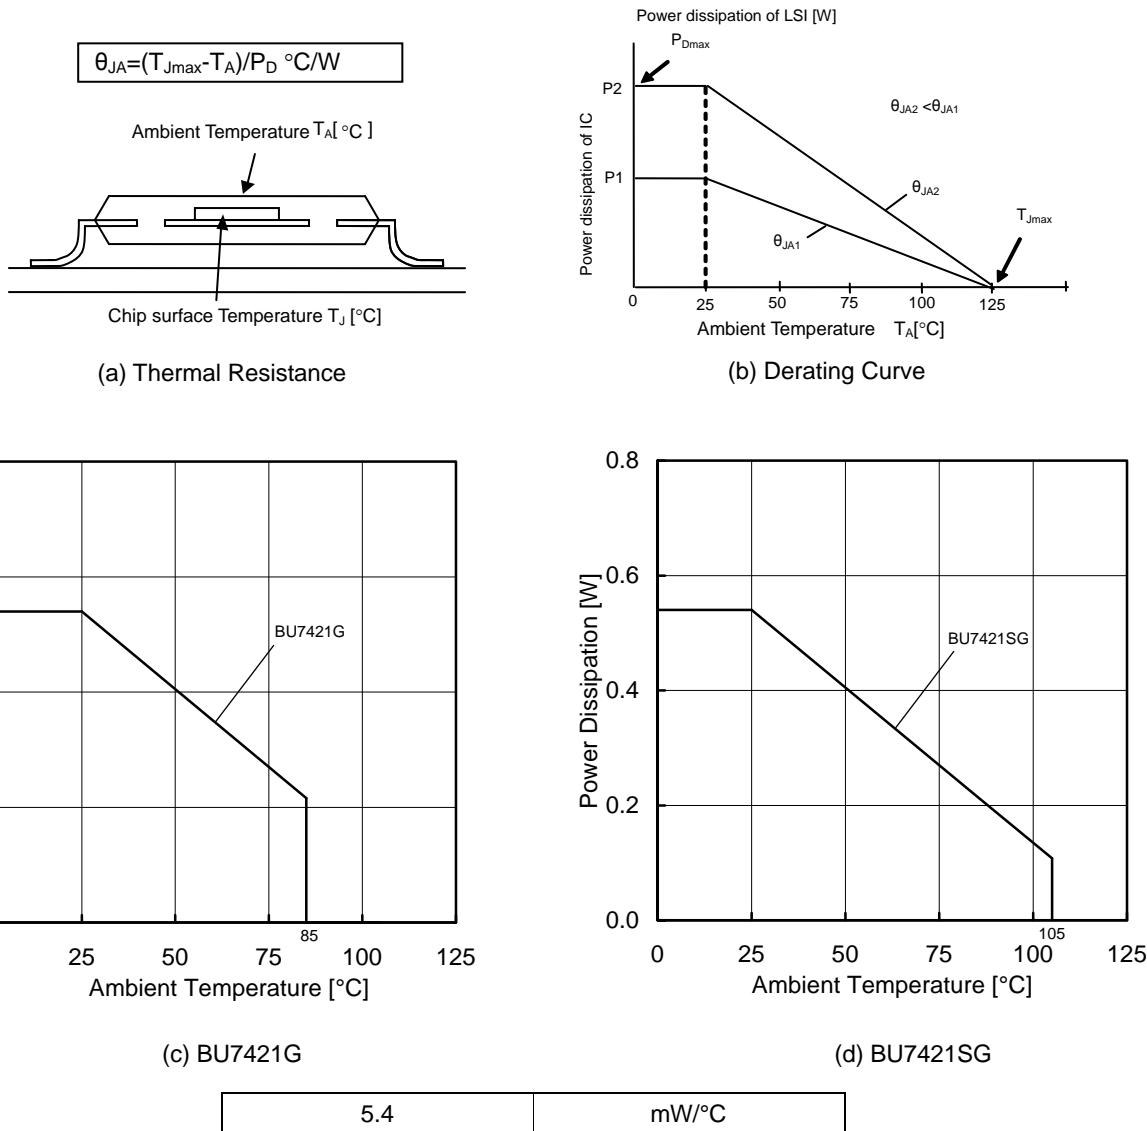 θJA=(TJmax-TA)/PD °C/W
Ambient Temperature TA[ °C ]
Chip surface Temperature TJ [°C]
(a) Thermal Resistance
Power dissipation of LSI [W]
PDmax
P2
θJA2 <θJA1
Power dissipation of IC
P1
θJA2
TJmax
θJA1
0 25 50 75 100 125
Ambient Temperature TA[°C]
(b) Derating Curve
BU7421G
85
25 50 75 100 125
Ambient Temperature [°C]
(c) BU7421G
0.8
0.6
0.4
0.2
0.0
Power Dissipation [W]
BU7421SG
105
0 25 50 75 100 125
Ambient Temperature [°C]
(d) BU7421SG
5.4 mW/°C